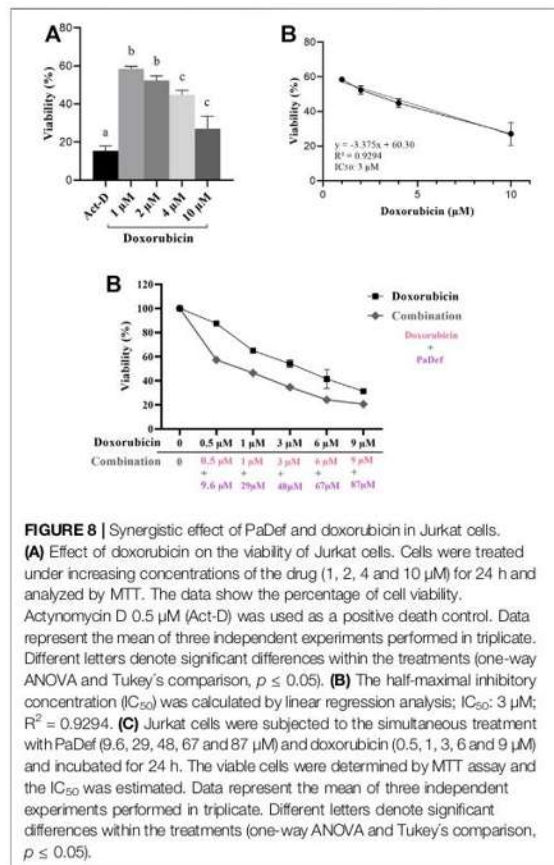 A
B
Viability (%)
80
60
40
20
0
a
b
b
c
c
Act-D
1 μM
2 μM
4 μM
10 μM
Doxorubicin
Viability (%)
80
60
40
20
0
y = -3.375x + 60.30
R² = 0.9294
IC50: 3 μM
0
5
10
Doxorubicin (μM)
B
Viability (%)
120
100
80
60
40
20
0
Doxorubicin
Combination
Doxorubicin
+
PaDef
Doxorubicin 0 0.5 μM 1 μM 3 μM 6 μM 9 μM
Combination 0 0.5 μM 1 μM 3 μM 6 μM 9 μM
+ + + + +
9.6 μM 29μM 48μM 67μM 87μM
FIGURE 8 | Synergistic effect of PaDef and doxorubicin in Jurkat cells.
(A) Effect of doxorubicin on the viability of Jurkat cells. Cells were treated
under increasing concentrations of the drug (1, 2, 4 and 10 μM) for 24 h and
analyzed by MTT. The data show the percentage of cell viability.
Actynomycin D 0.5 μM (Act-D) was used as a positive death control. Data
represent the mean of three independent experiments performed in triplicate.
Different letters denote significant differences within the treatments (one-way
ANOVA and Tukey´s comparison, p ≤ 0.05). (B) The half-maximal inhibitory
concentration (IC50) was calculated by linear regression analysis; IC50: 3 μM;
R² = 0.9294. (C) Jurkat cells were subjected to the simultaneous treatment
with PaDef (9.6, 29, 48, 67 and 87 μM) and doxorubicin (0.5, 1, 3, 6 and 9 μM)
and incubated for 24 h. The viable cells were determined by MTT assay and
the IC50 was estimated. Data represent the mean of three independent
experiments performed in triplicate. Different letters denote significant
differences within the treatments (one-way ANOVA and Tukey´s comparison,
p ≤ 0.05).